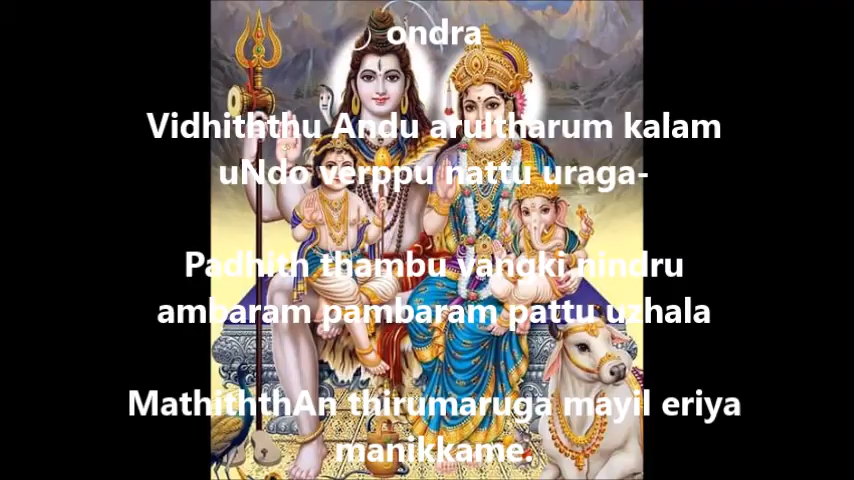 ondra
Vidhiththu Andu arultharum kalam
uNdo verppu nattu uraga-
Padhith thambu vangki nindru
ambaram pambaram pattu uzhala
MathiththAn thirumaruga mayil eriya
manikkame.